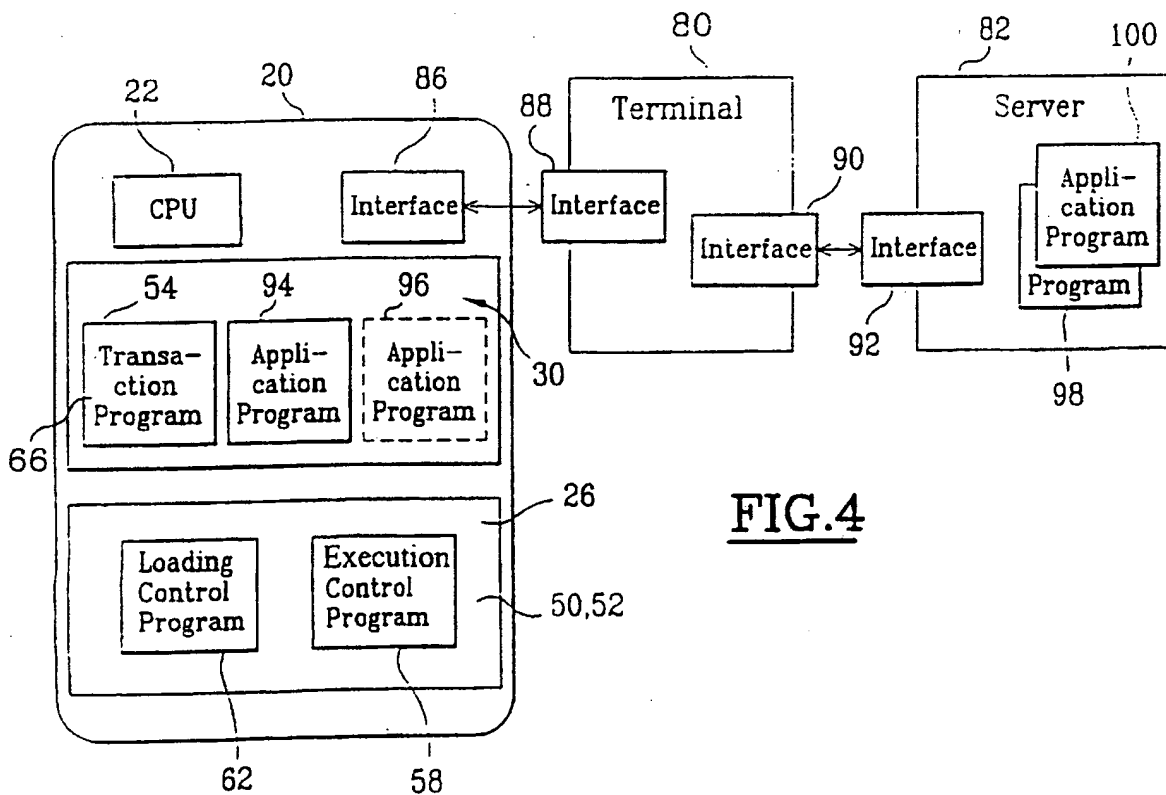 80
82
100
22
20
86
88
Terminal
Server
90
CPU
Interface
Interface
Appli-
cation
Program
Interface
Interface
Program
54
94
96
92
98
30
Transa-
ction
Program
Appli-
cation
Program
Appli-
cation
Program
66
26
FIG.4
Loading
Control
Program
Execution
Control
Program
50,52
62
58